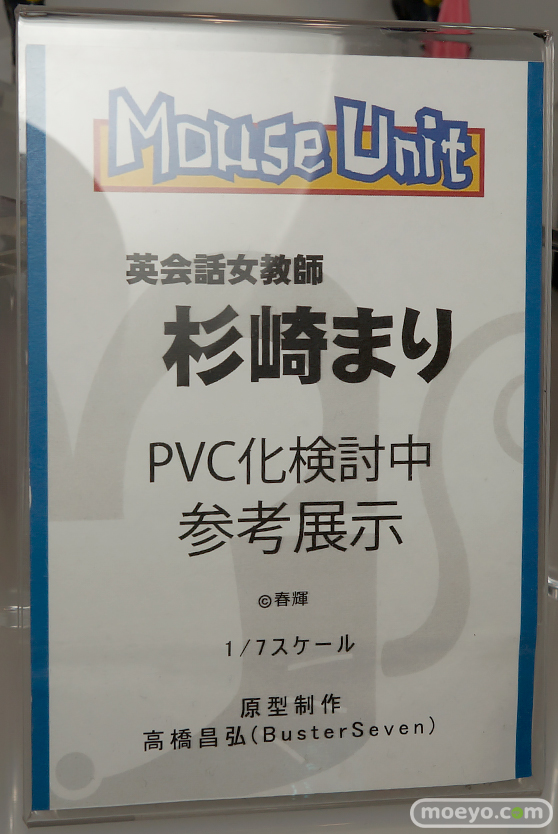 Mouse Unit
英会話女教師
杉崎まり
PVC化検討中
参考展示
©春輝
1/7スケール
原型制作
高橋昌弘(BusterSeven)
moeyo.com